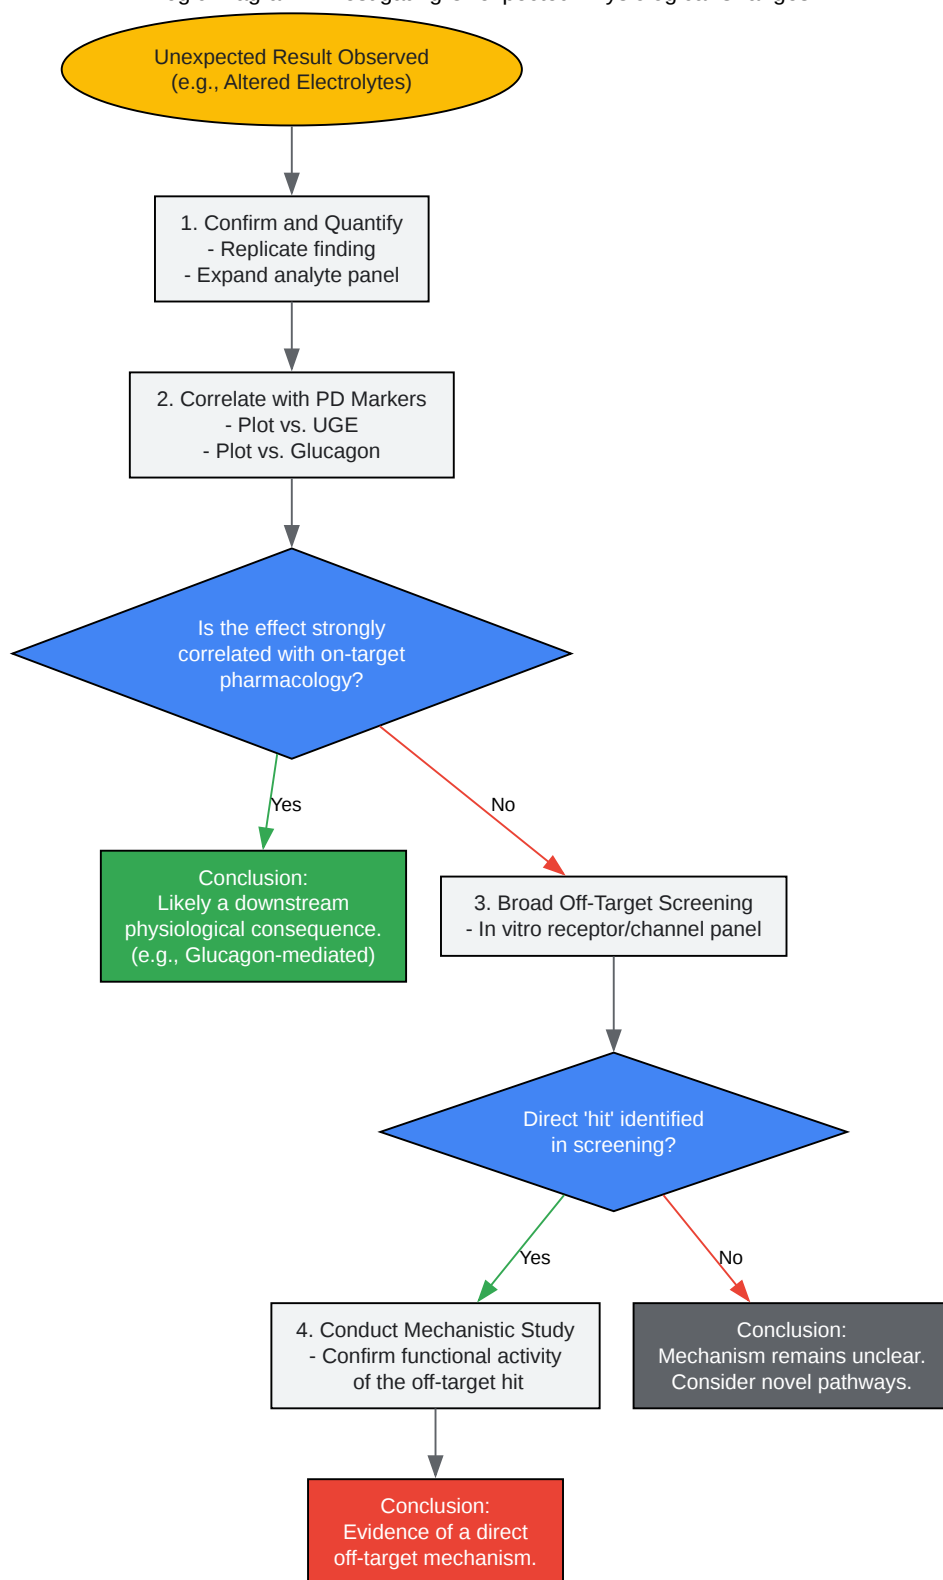 Unexpected Result Observed
(e.g., Altered Electrolytes)
1. Confirm and Quantify
- Replicate finding
- Expand analyte panel
2. Correlate with PD Markers
- Plot vs. UGE
- Plot vs. Glucagon
Is the effect strongly
correlated with on-target
pharmacology?
Yes
No
Conclusion:
Likely a downstream
physiological consequence.
(e.g., Glucagon-mediated)
3. Broad Off-Target Screening
- In vitro receptor/channel panel
Direct 'hit' identified
in screening?
Yes
No
4. Conduct Mechanistic Study
- Confirm functional activity
of the off-target hit
Conclusion:
Mechanism remains unclear.
Consider novel pathways.
Conclusion:
Evidence of a direct
off-target mechanism.